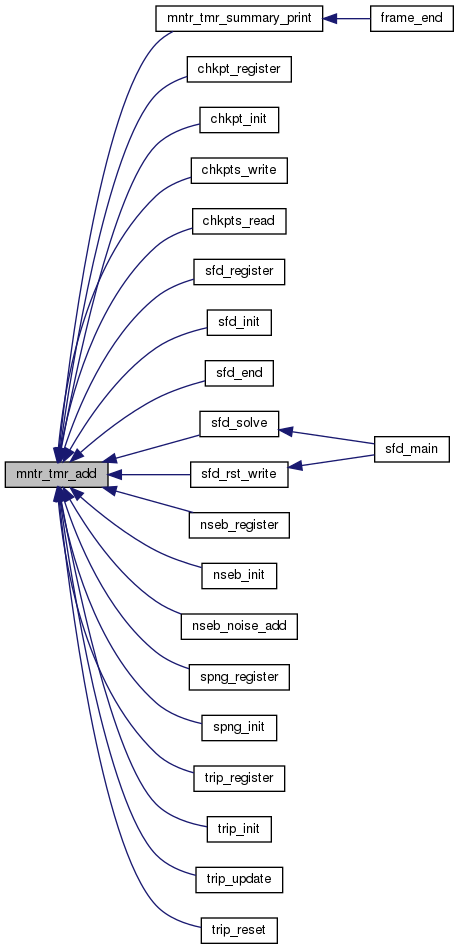 mntr_tmr_summary_print
frame_end
chkpt_register
chkpt_init
chkpts_write
chkpts_read
sfd_register
sfd_init
sfd_end
sfd_solve
sfd_main
mntr_tmr_add
sfd_rst_write
nseb_register
nseb_init
nseb_noise_add
spng_register
spng_init
trip_register
trip_init
trip_update
trip_reset